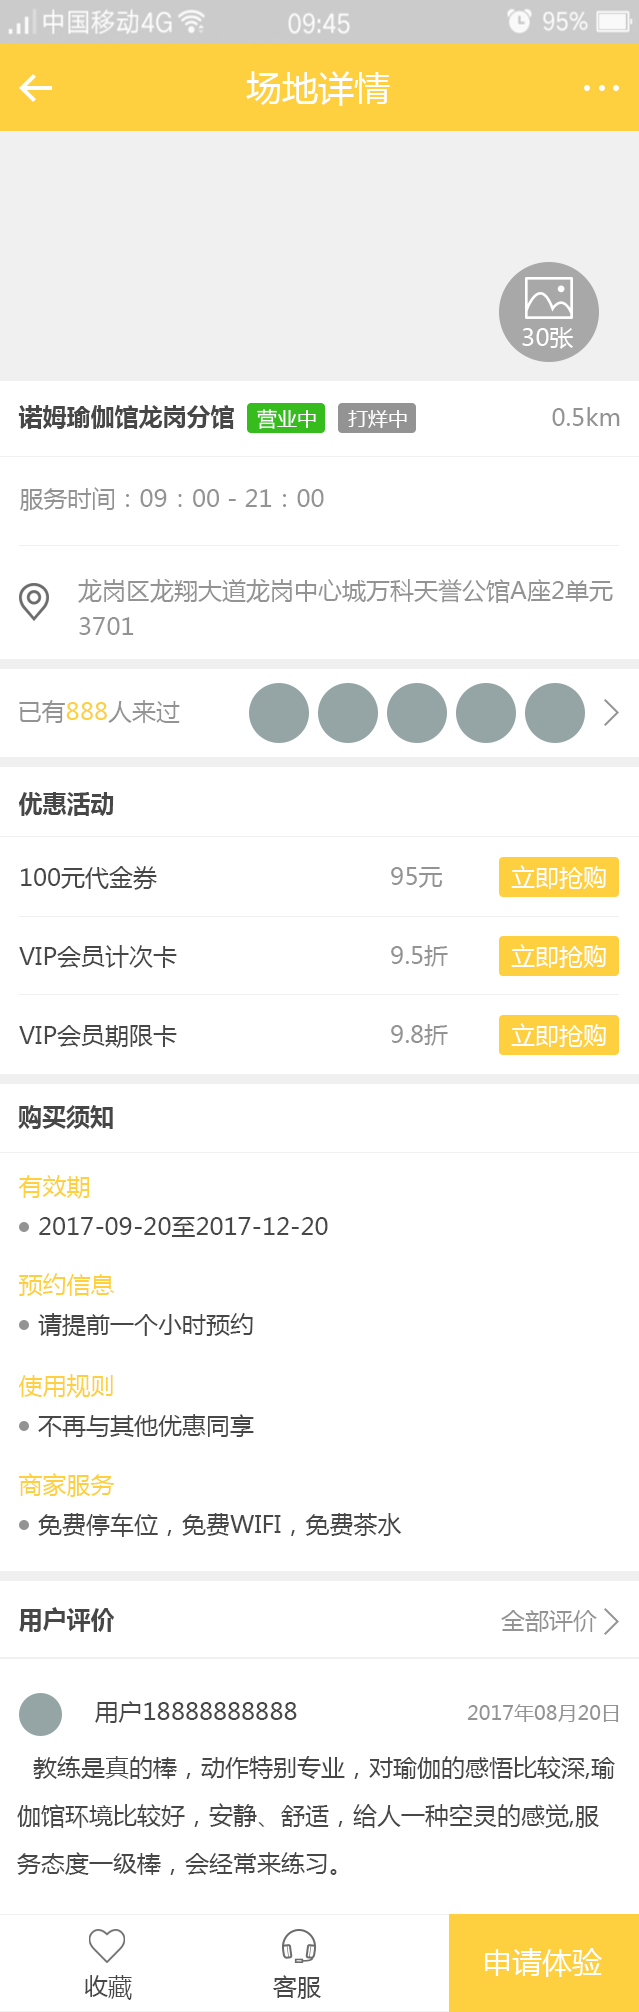 中国移动4G 09:45 95%
场地详情
30张
诺姆瑜伽馆龙岗分馆 营业中 打烊中 0.5km
服务时间：09：00 - 21：00
龙岗区龙翔大道龙岗中心城万科天誉公馆A座2单元
3701
已有888人来过
优惠活动
100元代金券 95元 立即抢购
VIP会员计次卡 9.5折 立即抢购
VIP会员期限卡 9.8折 立即抢购
购买须知
有效期
2017-09-20至2017-12-20
预约信息
请提前一个小时预约
使用规则
不再与其他优惠同享
商家服务
免费停车位，免费WIFI，免费茶水
用户评价 全部评价
用户18888888888 2017年08月20日
教练是真的棒，动作特别专业，对瑜伽的感悟比较深,瑜
伽馆环境比较好，安静、舒适，给人一种空灵的感觉,服
务态度一级棒，会经常来练习。
收藏 客服 申请体验